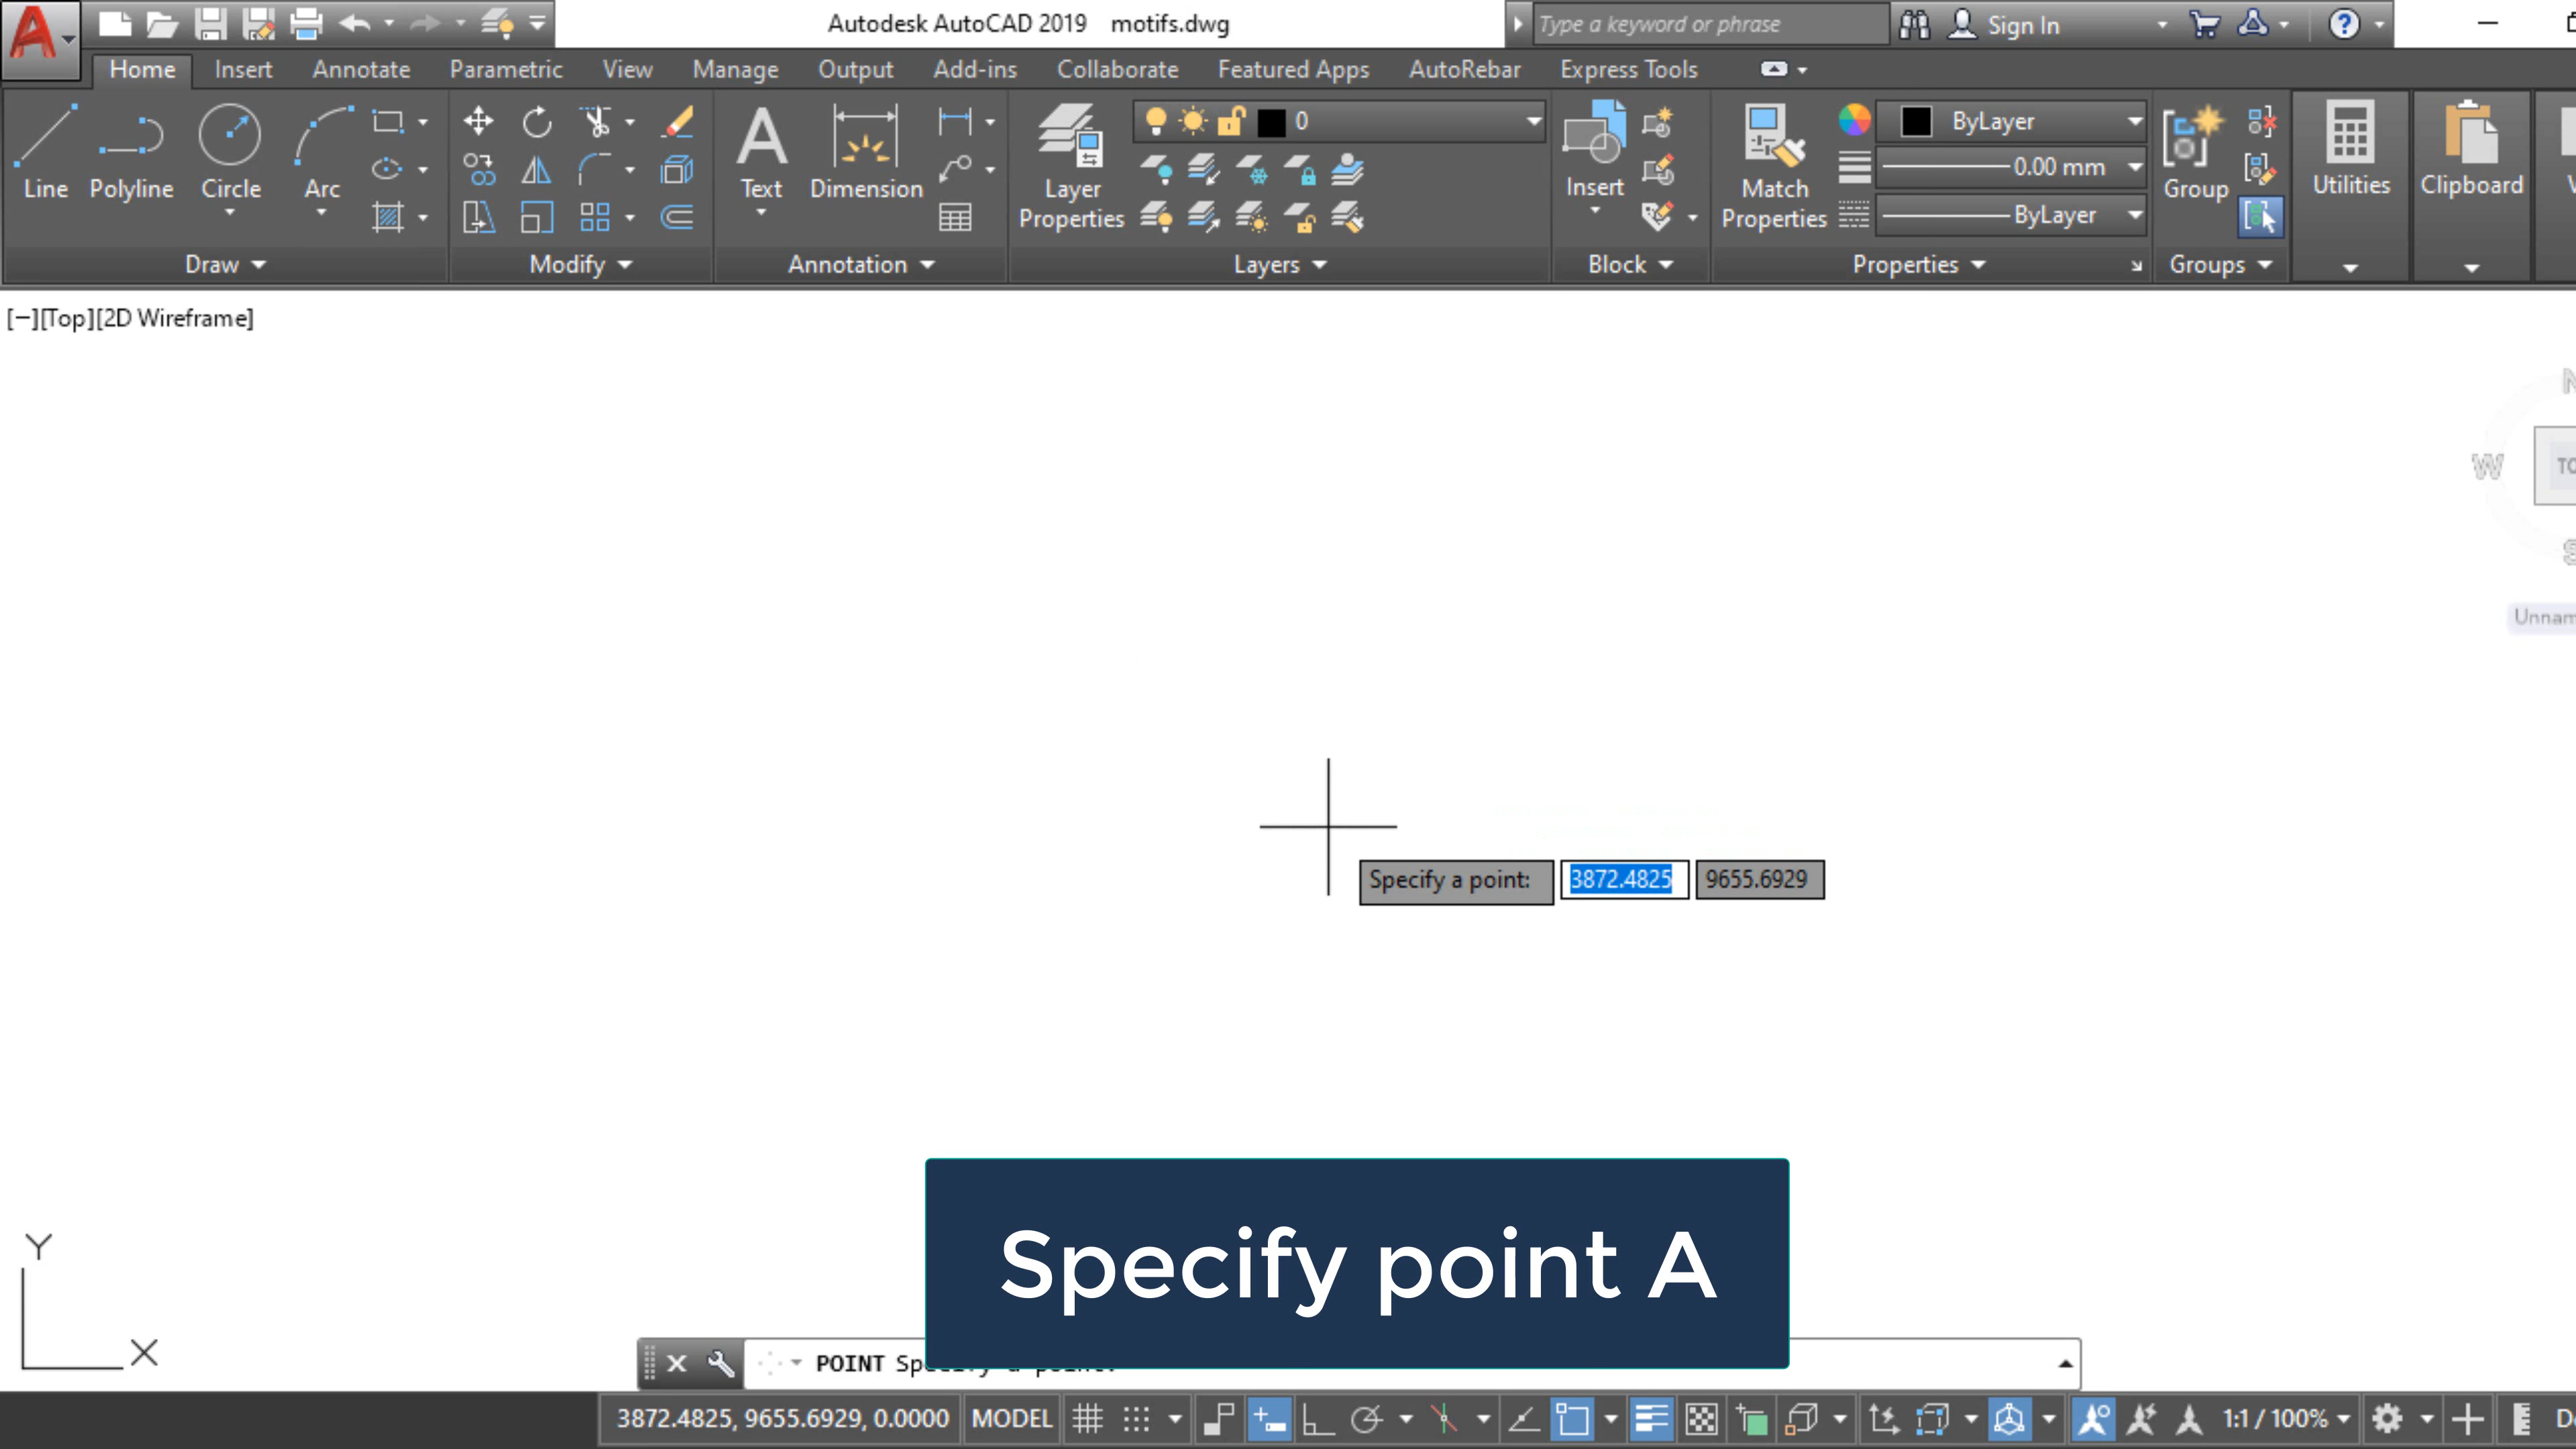 Autodesk AutoCAD 2019 motifs.dwg
Type a keyword or phrase
Sign In
Home Insert Annotate Parametric View Manage Output Add-ins Collaborate Featured Apps AutoRebar Express Tools
Line Polyline Circle Arc
Text Dimension
Layer Properties
0
Insert
Match Properties
ByLayer
0.00 mm
ByLayer
Group
Utilities
Clipboard
Draw Modify Annotation Layers Block Properties Groups
[−][Top][2D Wireframe]
W
Specify a point: 3872.4825 9655.6929
Specify point A
Y
X
POINT Specify a point:
3872.4825, 9655.6929, 0.0000 MODEL 1:1 / 100%